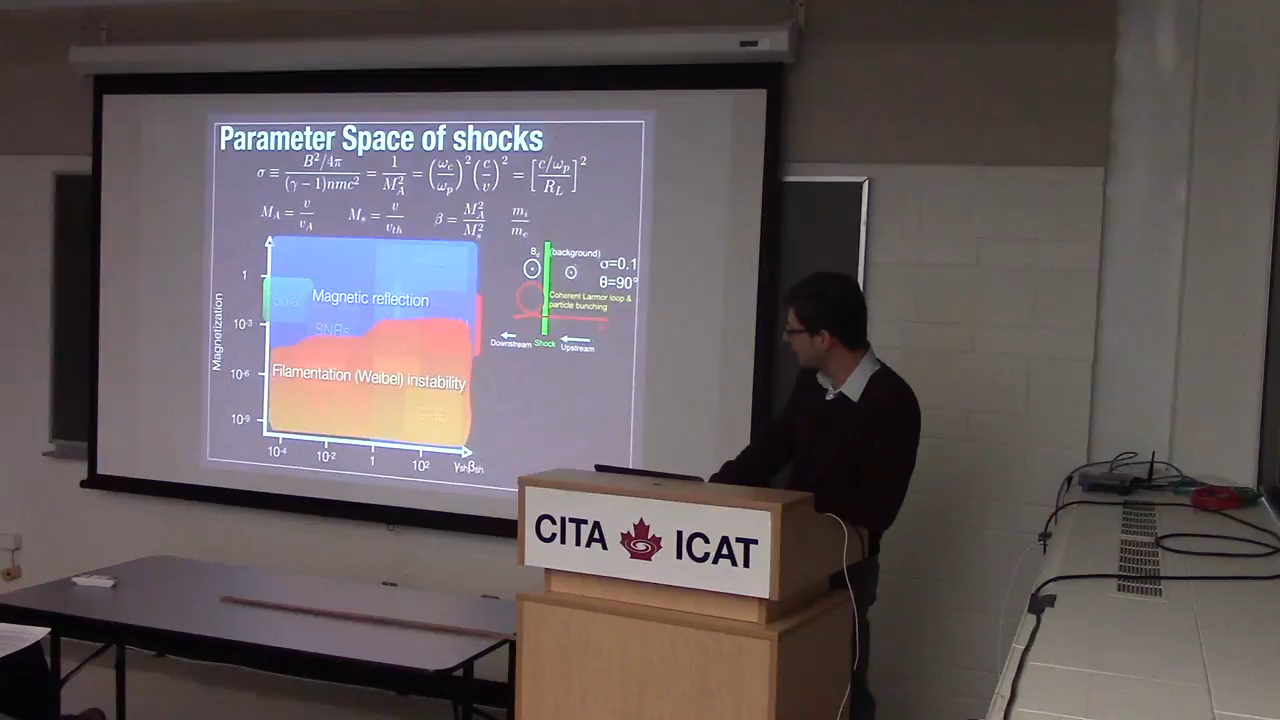 Parameter Space of shocks
σ ≡ B²/4π / (γ − 1)nmc² = 1/M_A² = (ω_c/ω_p)² (c/v)² = [c/ω_p / R_L]²
M_A = v/v_A M_s = v/v_th β = M_A²/M_s² m_i/m_e
B₀ (background)
σ=0.1
θ=90°
Coherent Larmor loop &
particle bunching
Downstream Shock Upstream
Magnetization
1
10⁻³
10⁻⁶
10⁻⁹
Solar
Magnetic reflection
SNRs
Filamentation (Weibel) instability
10⁻⁴ 10⁻² 1 10² γ_shβ_sh
CITA ICAT